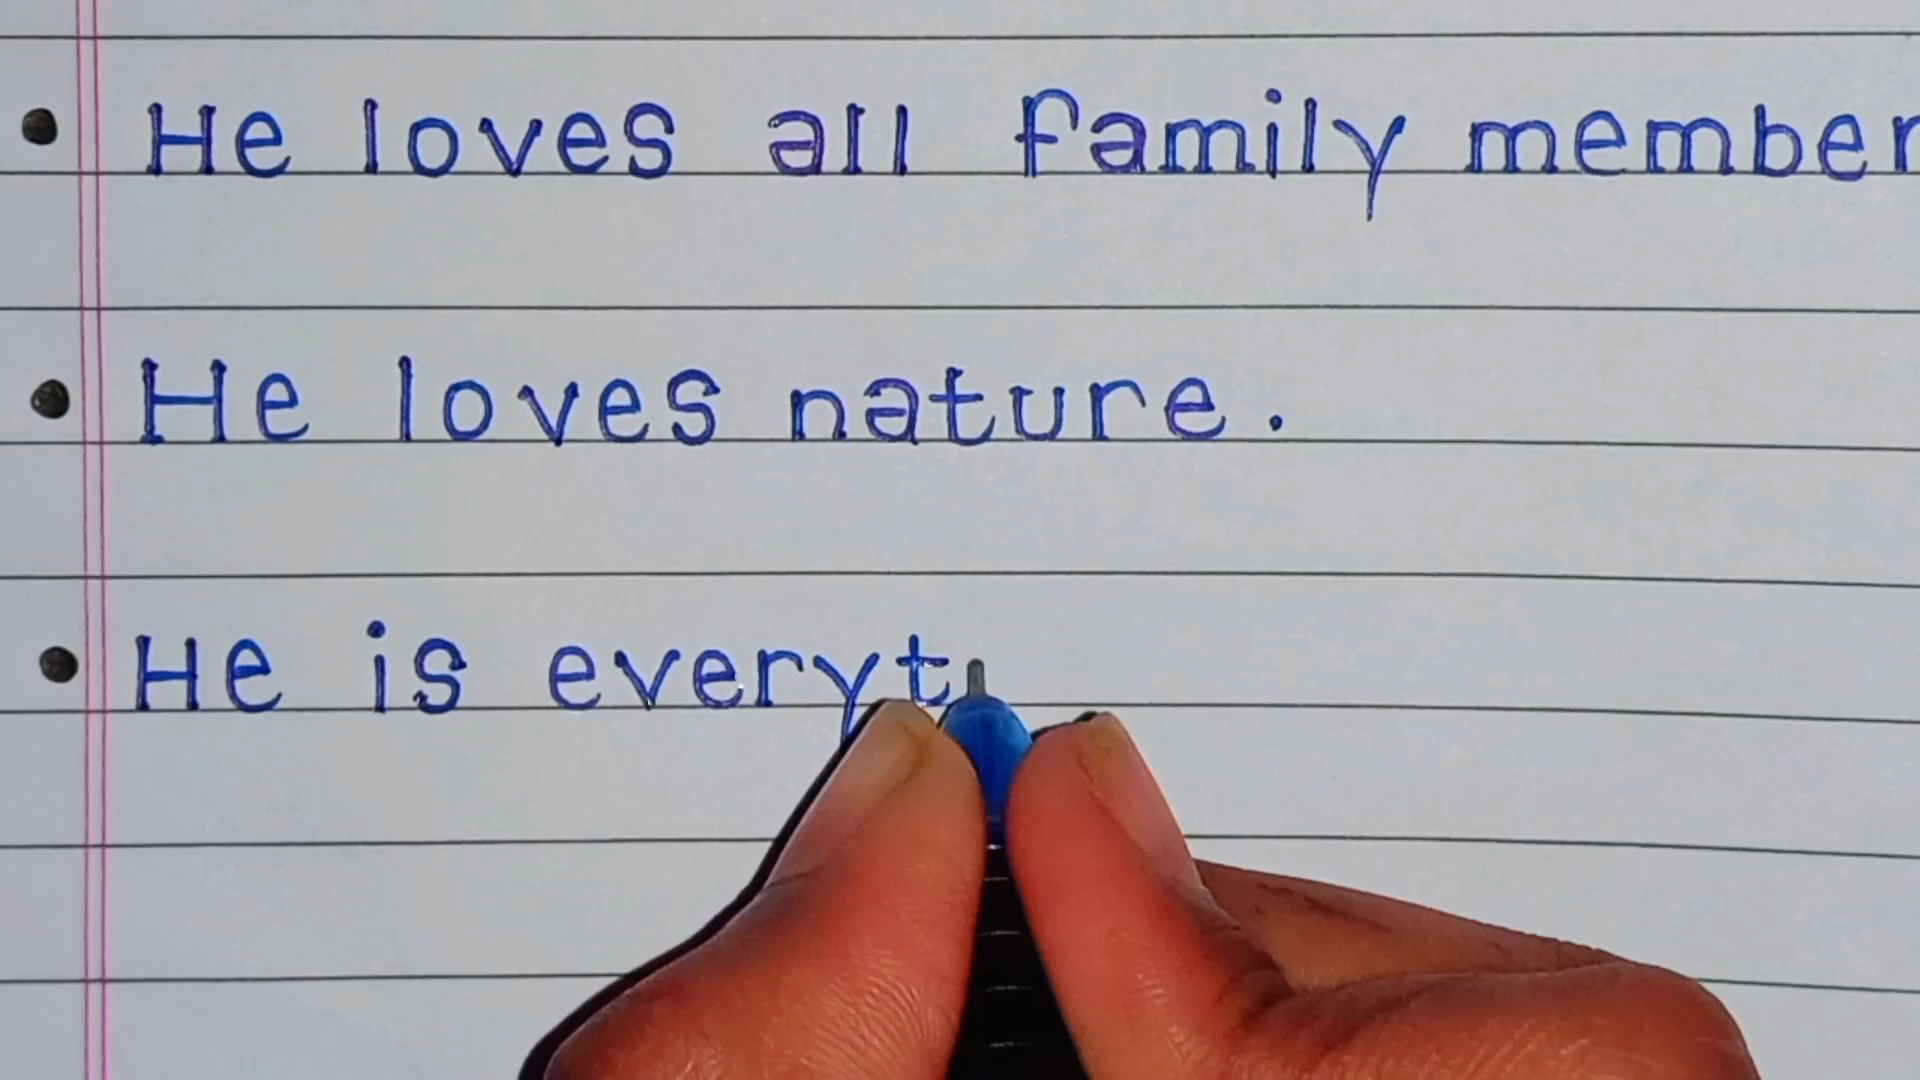 • He loves all family member
• He loves nature.
• He is everyt